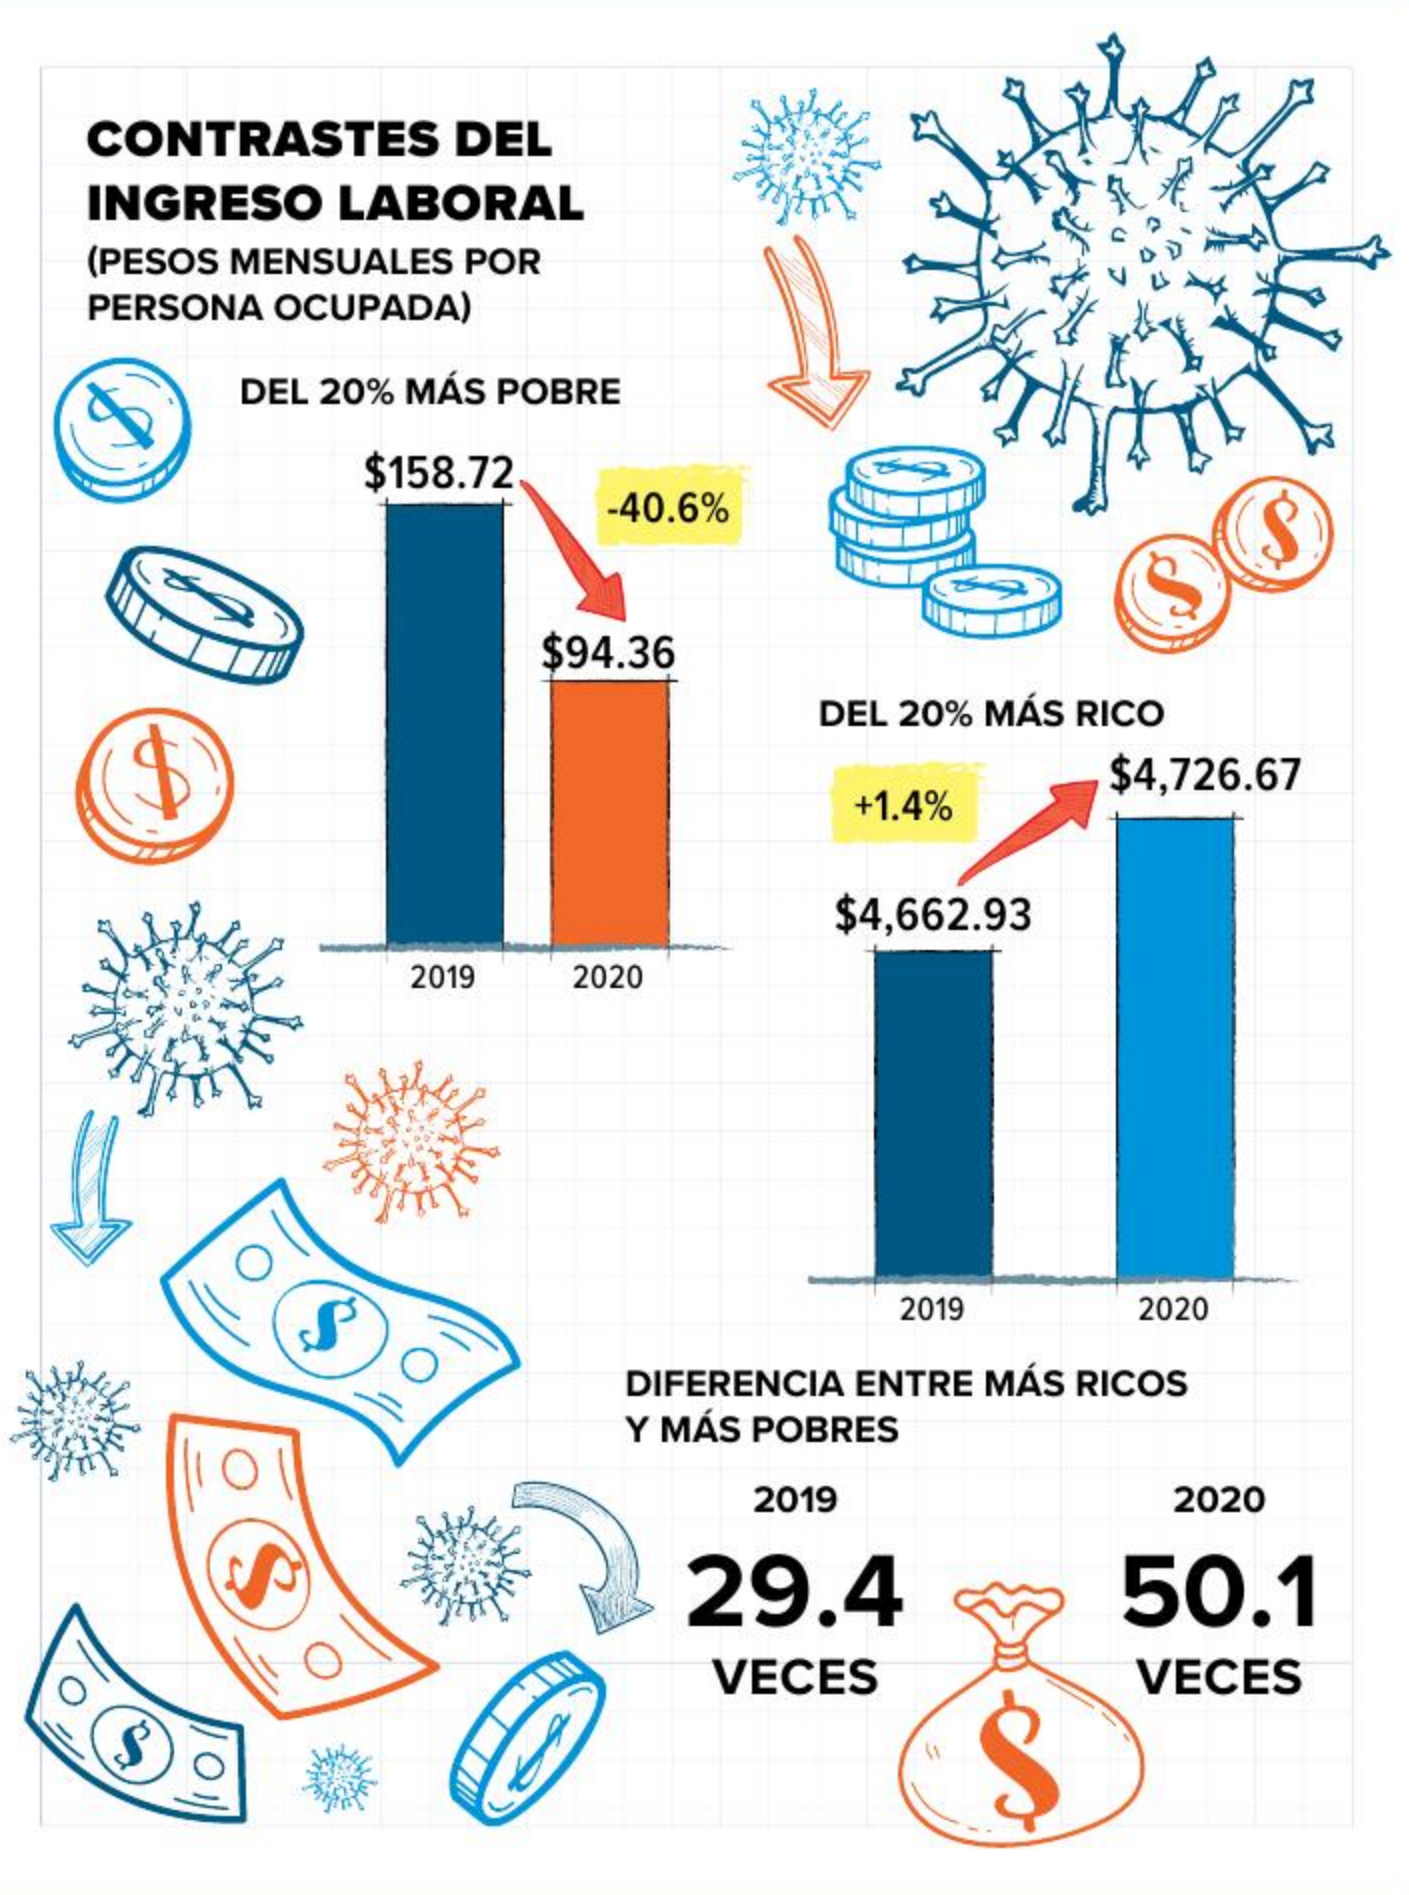 CONTRASTES DEL
INGRESO LABORAL
(PESOS MENSUALES POR
PERSONA OCUPADA)
DEL 20% MÁS POBRE
$158.72
-40.6%
$94.36
2019
2020
DEL 20% MÁS RICO
$4,726.67
+1.4%
$4,662.93
2019
2020
DIFERENCIA ENTRE MÁS RICOS
Y MÁS POBRES
2019
2020
29.4
50.1
VECES
VECES